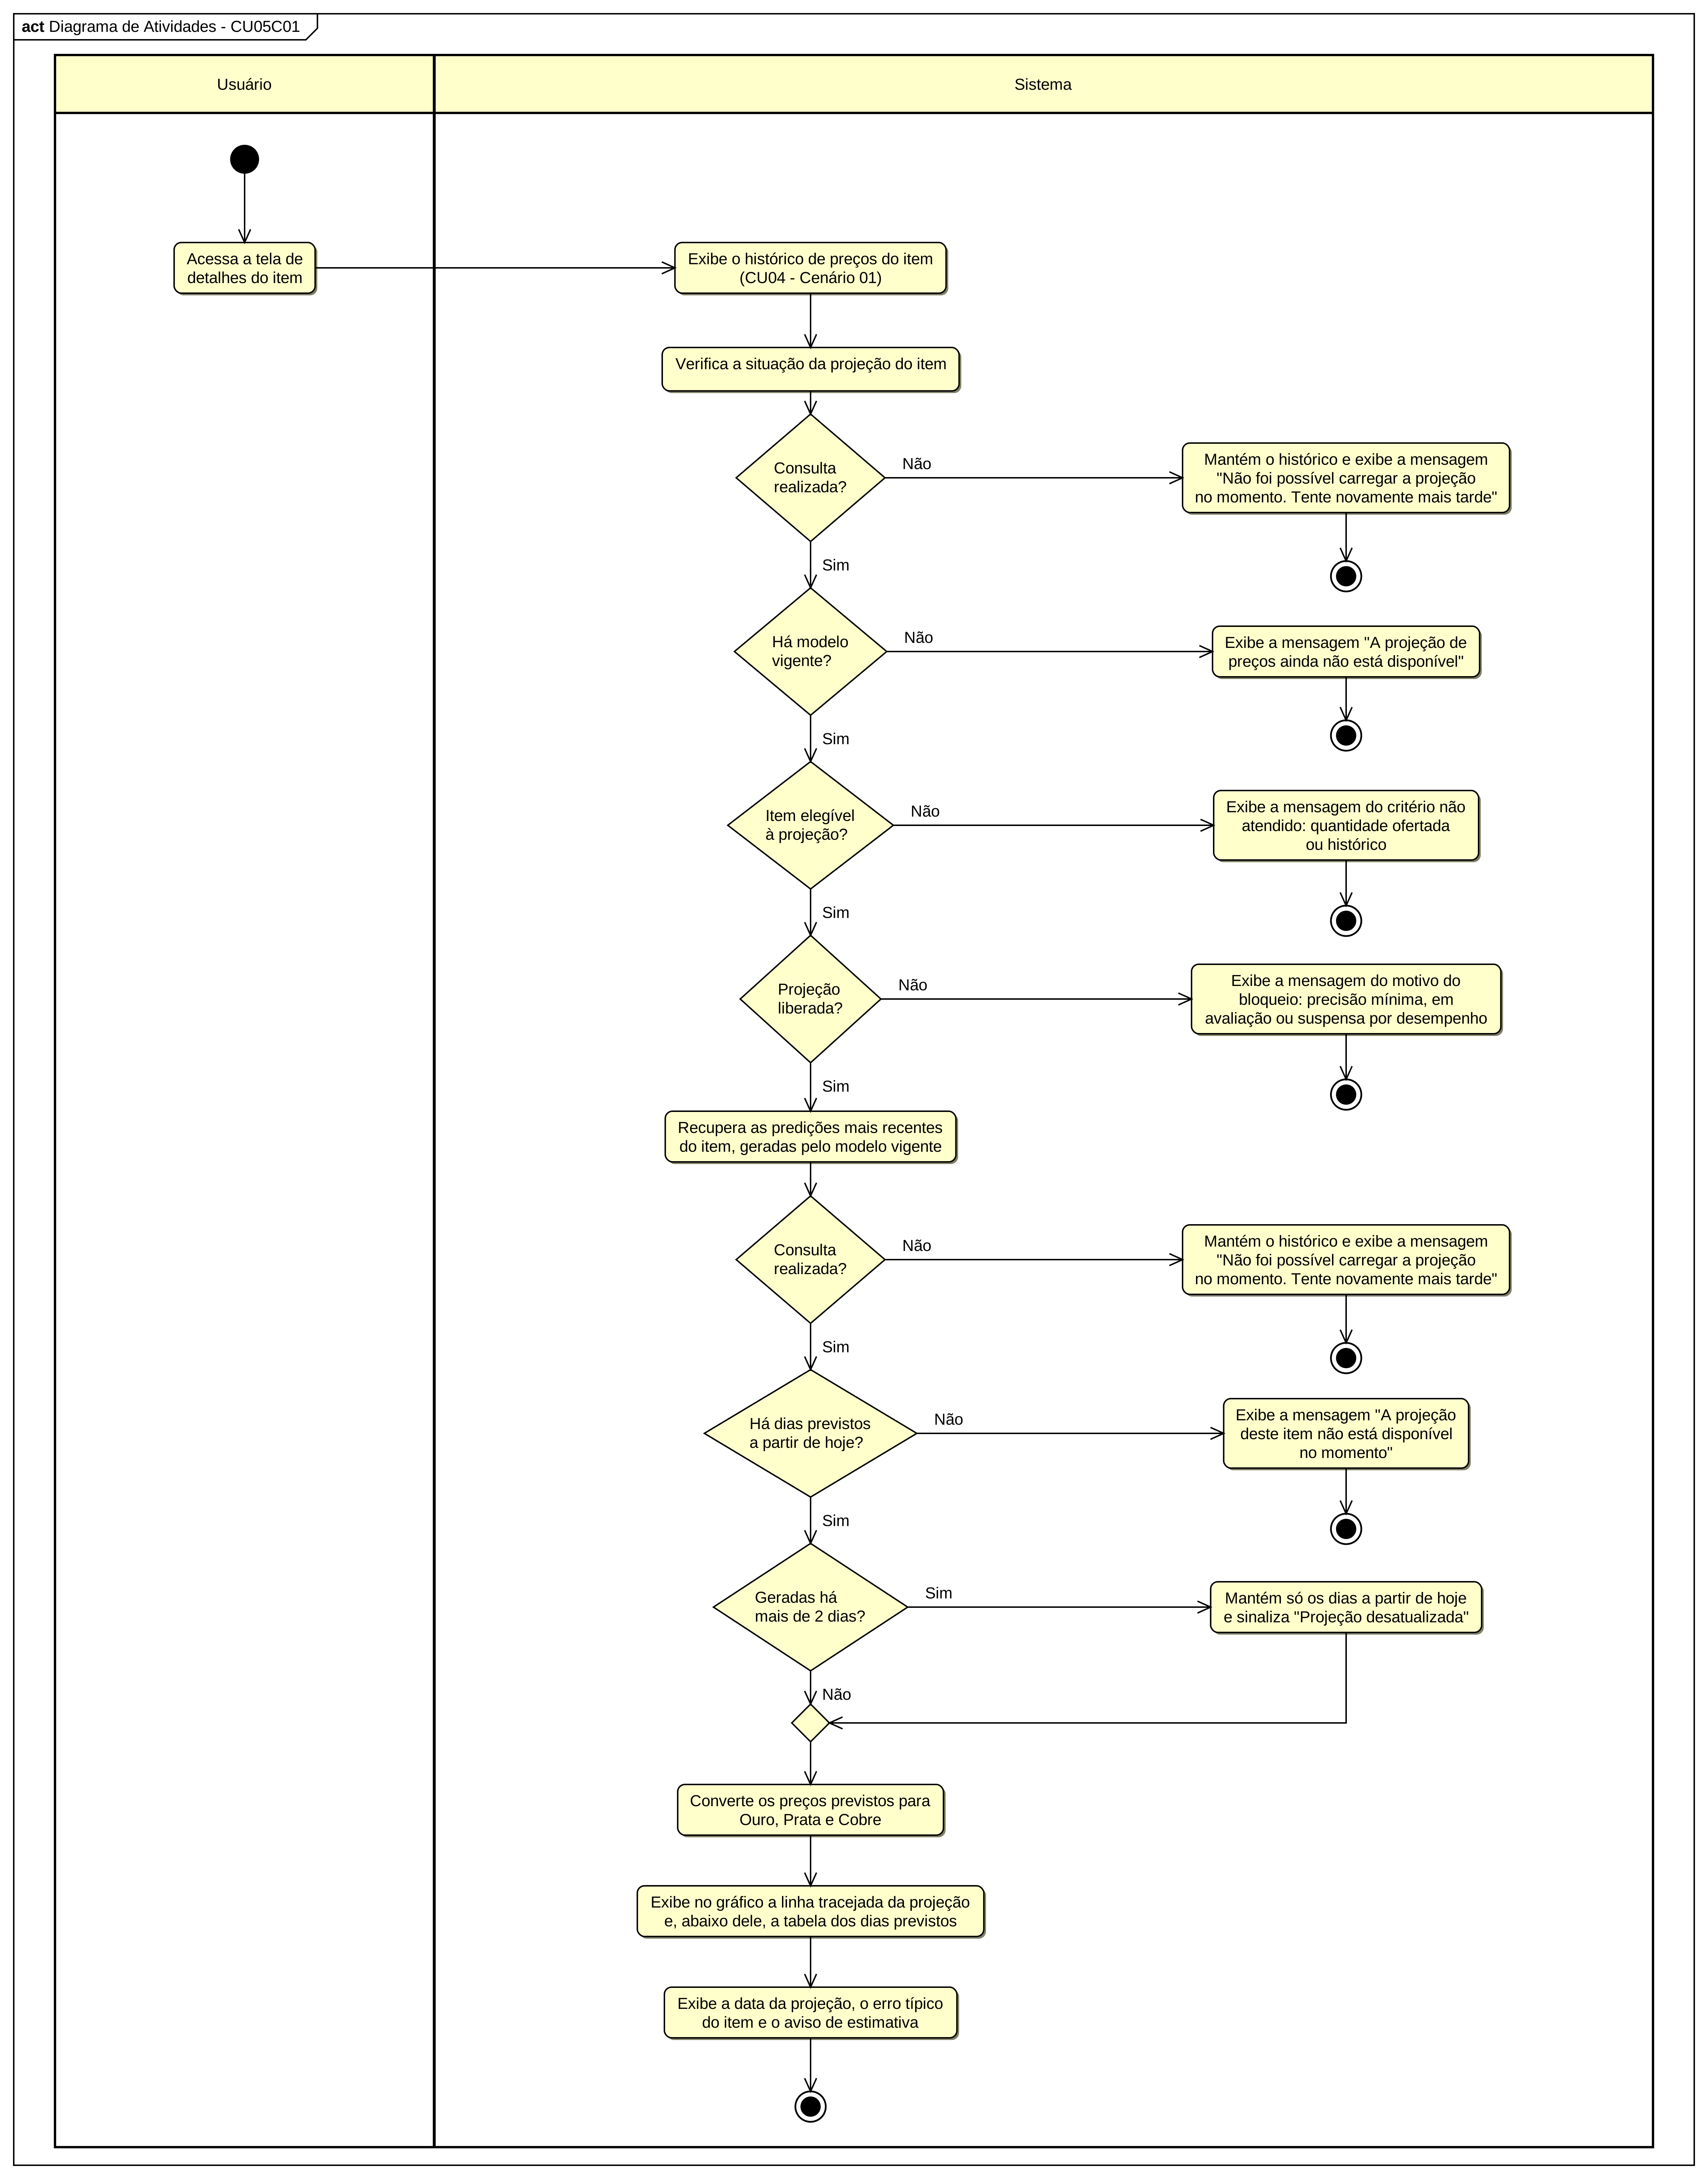 act Diagrama de Atividades - CU05C01
Usuário
Sistema
Acessa a tela de
detalhes do item
Exibe o histórico de preços do item
(CU04 - Cenário 01)
Verifica a situação da projeção do item
Consulta
realizada?
Não
Mantém o histórico e exibe a mensagem
"Não foi possível carregar a projeção
no momento. Tente novamente mais tarde"
Sim
Há modelo
vigente?
Não
Exibe a mensagem "A projeção de
preços ainda não está disponível"
Sim
Item elegível
à projeção?
Não
Exibe a mensagem do critério não
atendido: quantidade ofertada
ou histórico
Sim
Projeção
liberada?
Não
Exibe a mensagem do motivo do
bloqueio: precisão mínima, em
avaliação ou suspensa por desempenho
Sim
Recupera as predições mais recentes
do item, geradas pelo modelo vigente
Consulta
realizada?
Não
Mantém o histórico e exibe a mensagem
"Não foi possível carregar a projeção
no momento. Tente novamente mais tarde"
Sim
Há dias previstos
a partir de hoje?
Não
Exibe a mensagem "A projeção
deste item não está disponível
no momento"
Sim
Geradas há
mais de 2 dias?
Sim
Mantém só os dias a partir de hoje
e sinaliza "Projeção desatualizada"
Não
Converte os preços previstos para
Ouro, Prata e Cobre
Exibe no gráfico a linha tracejada da projeção
e, abaixo dele, a tabela dos dias previstos
Exibe a data da projeção, o erro típico
do item e o aviso de estimativa